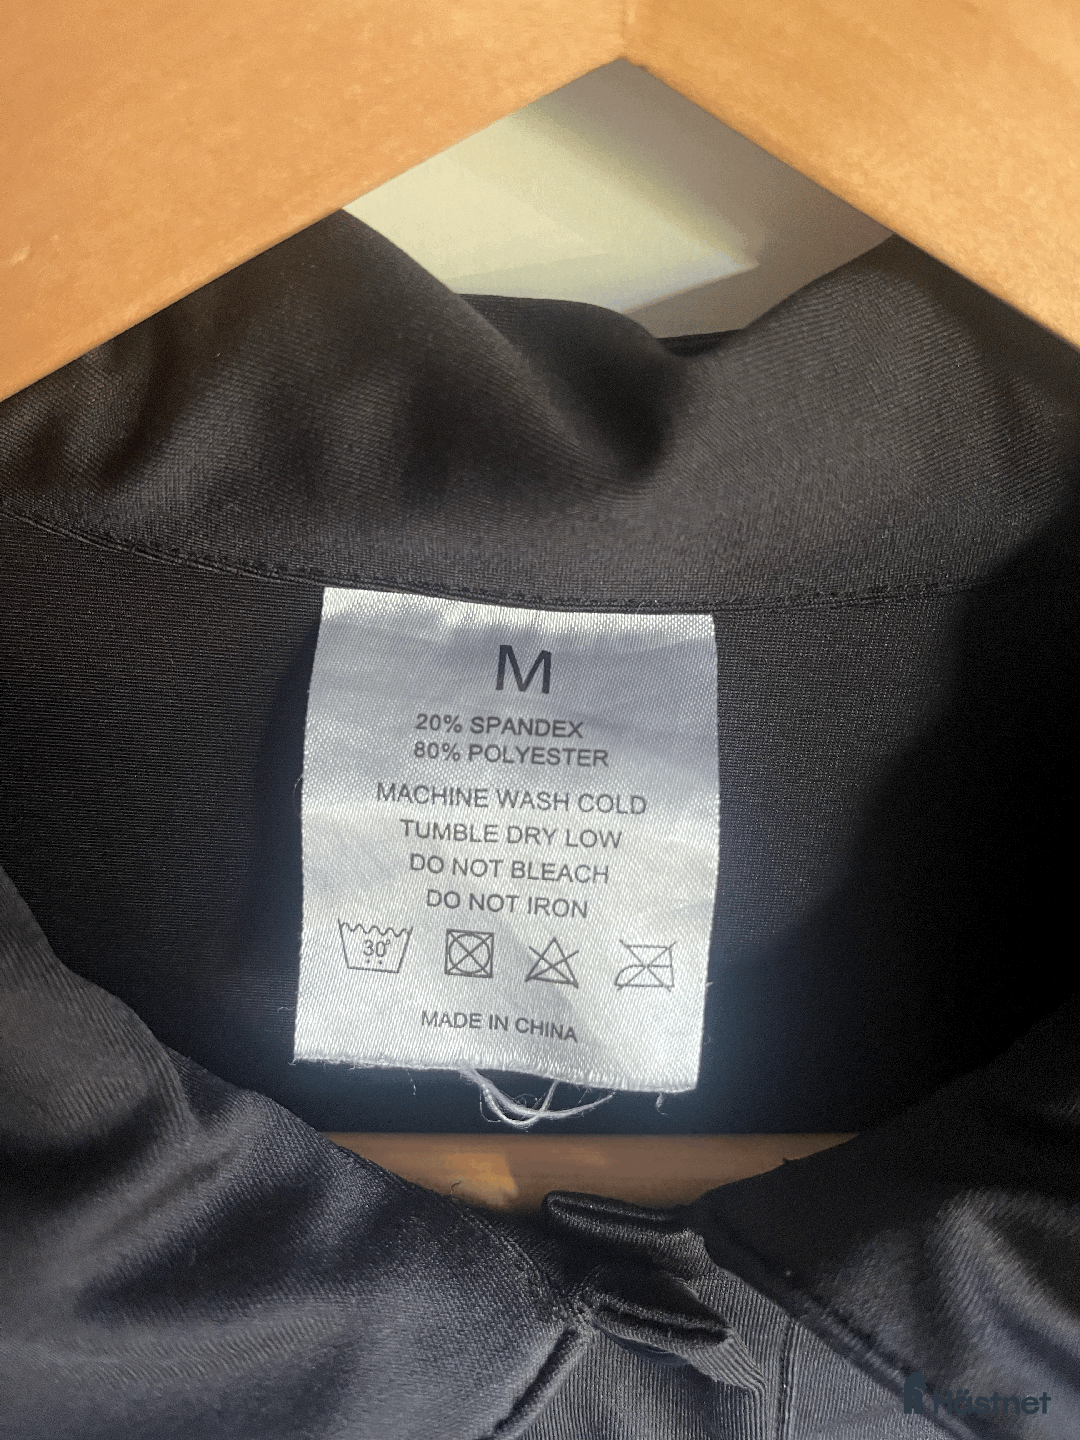 M
20% SPANDEX
80% POLYESTER
MACHINE WASH COLD
TUMBLE DRY LOW
DO NOT BLEACH
DO NOT IRON
30°
MADE IN CHINA
hästnet